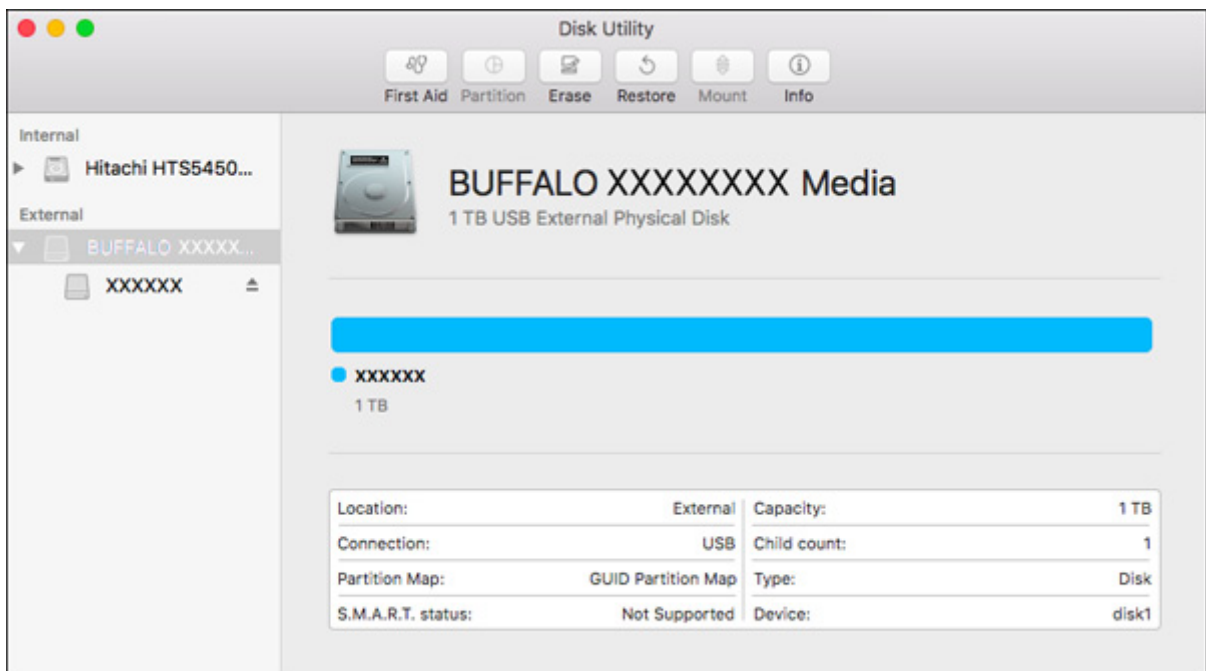 Disk Utility
First Aid Partition Erase Restore Mount Info
Internal
Hitachi HTS5450...
External
BUFFALO XXXXX...
XXXXXX
BUFFALO XXXXXXXX Media
1 TB USB External Physical Disk
XXXXXX
1 TB
Location: External Capacity: 1 TB
Connection: USB Child count: 1
Partition Map: GUID Partition Map Type: Disk
S.M.A.R.T. status: Not Supported Device: disk1